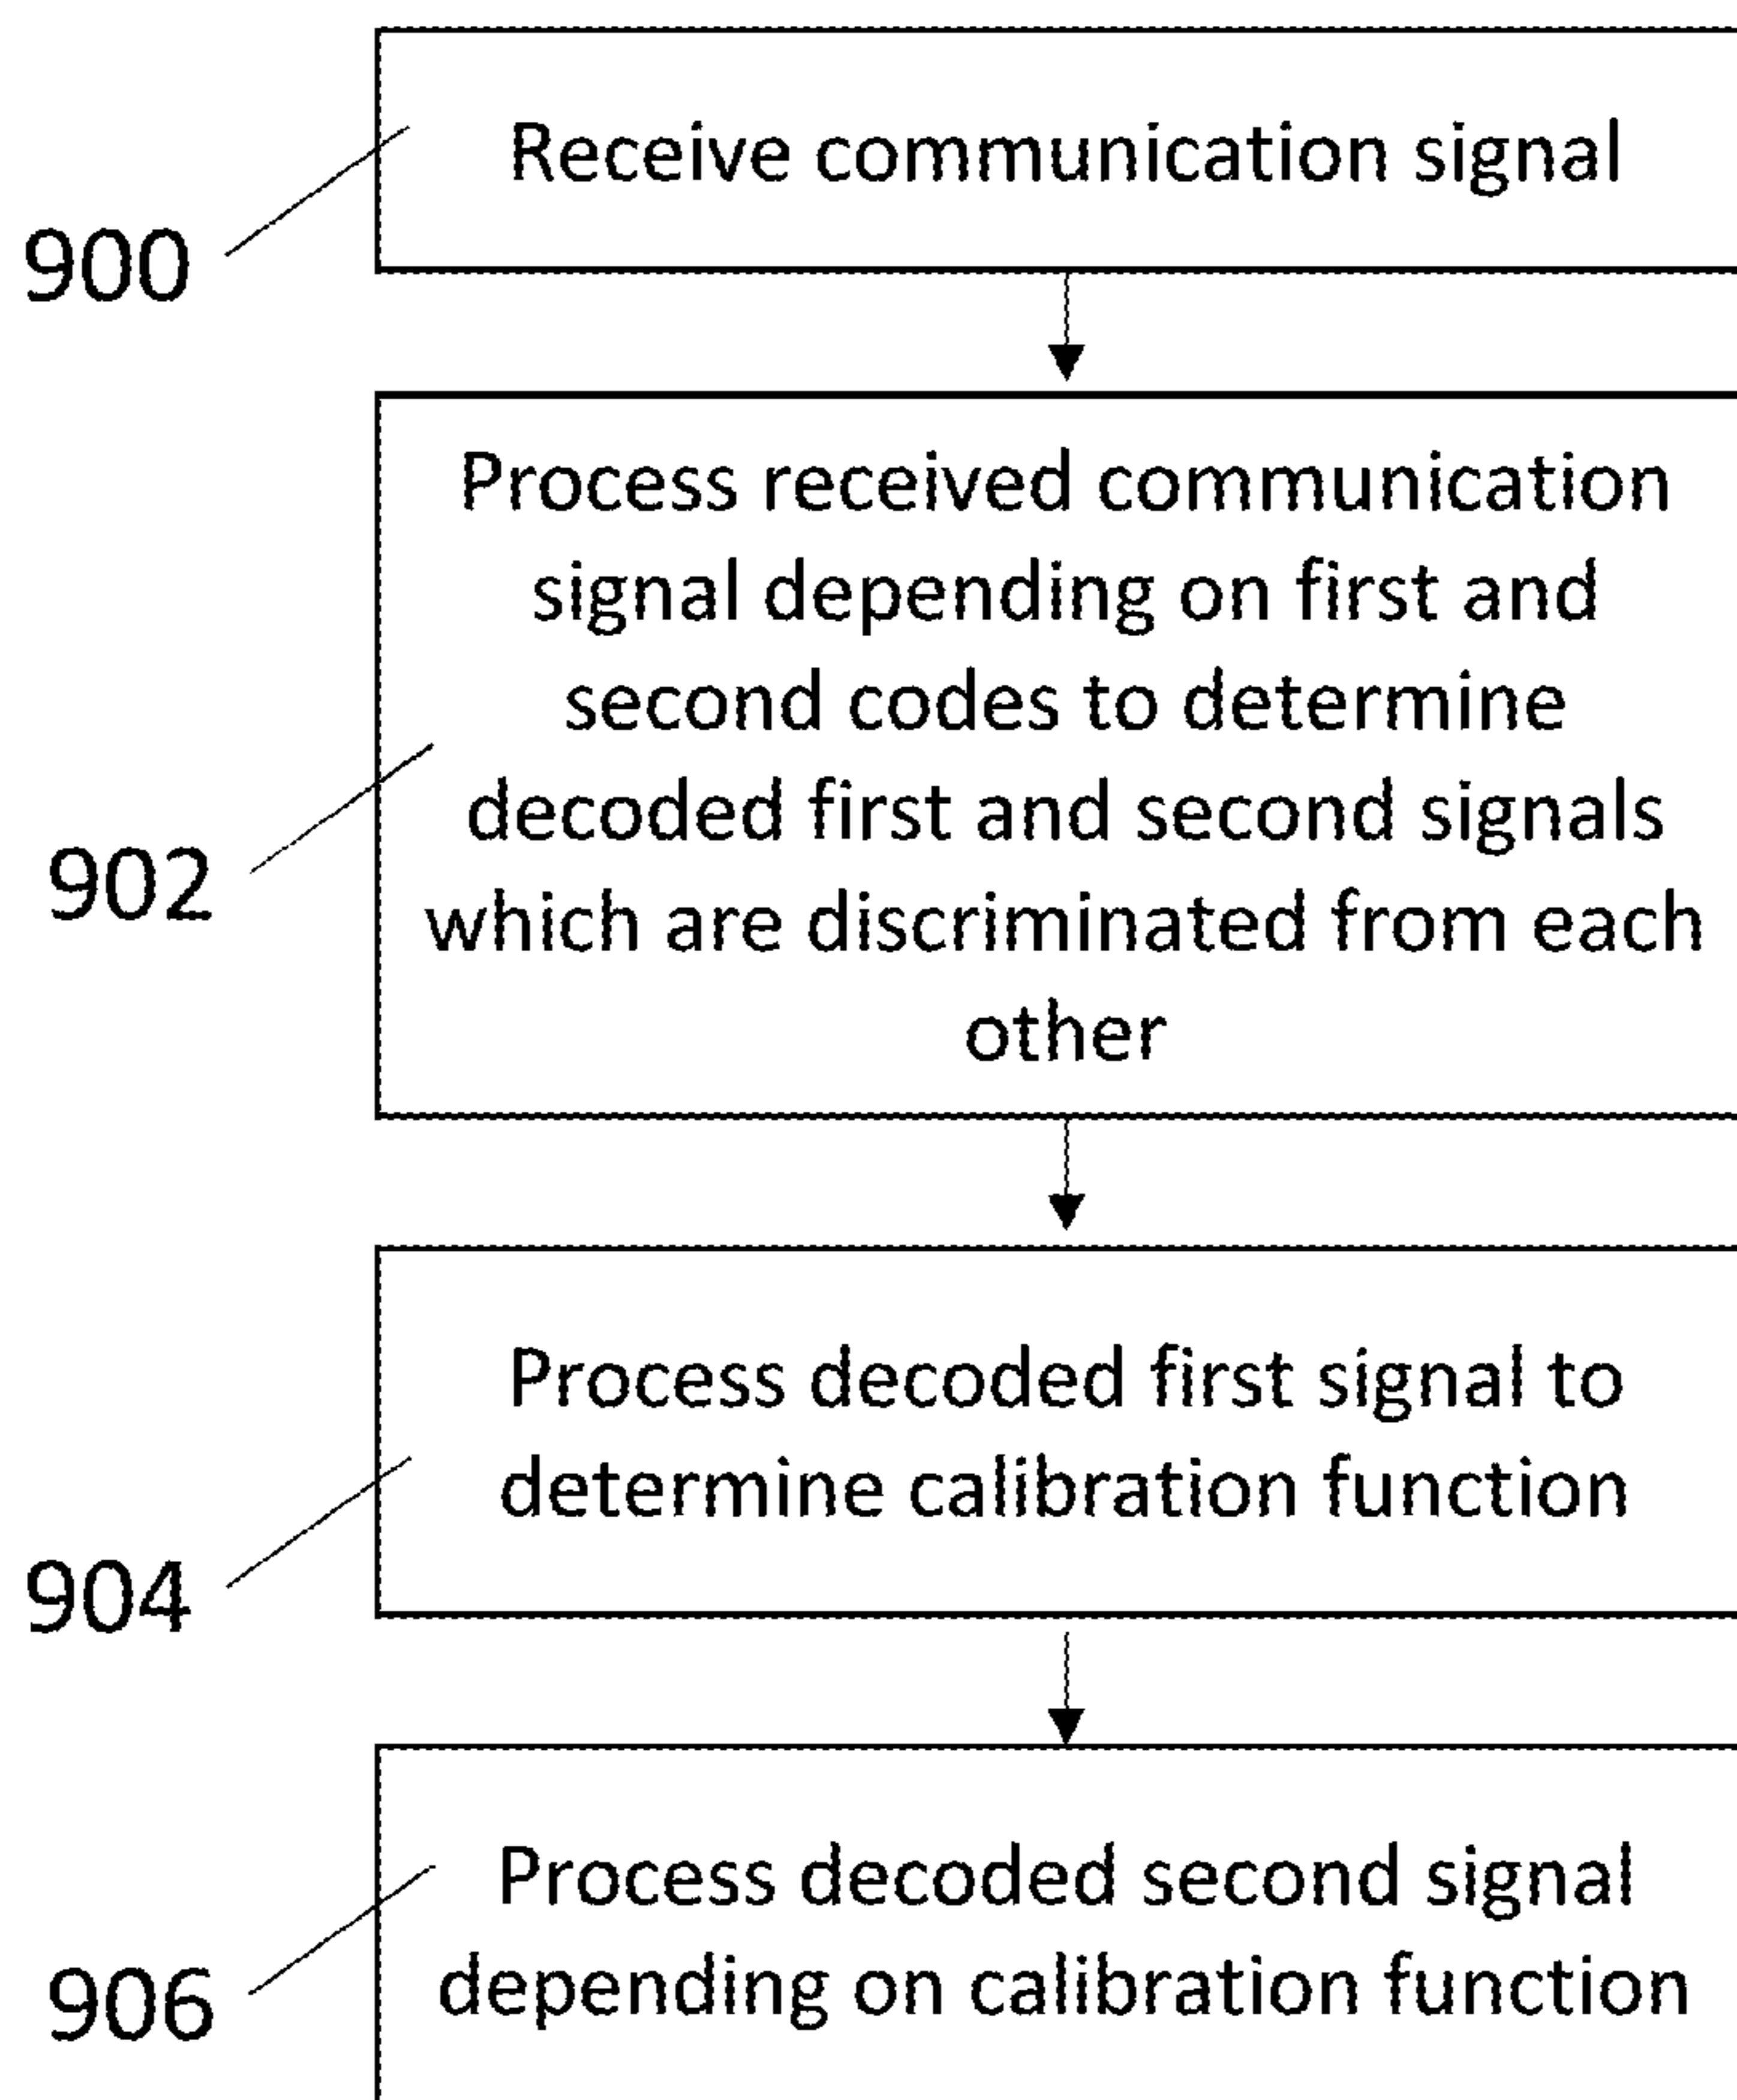 Receive communication signal
900
Process received communication
signal depending on first and
second codes to determine
decoded first and second signals
which are discriminated from each
other
902
Process decoded first signal to
determine calibration function
904
Process decoded second signal
depending on calibration function
906